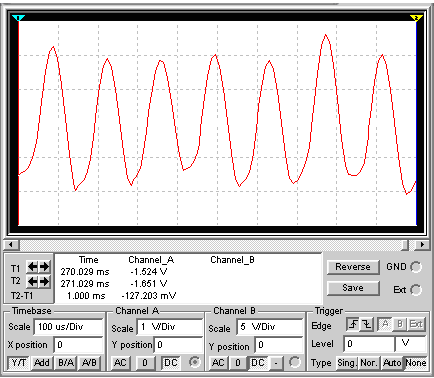 1 2
Time Channel_A Channel_B
T1 270.029 ms -1.524 V
T2 271.029 ms -1.651 V
T2-T1 1.000 ms -127.203 mV
Reverse GND
Save Ext
Timebase
Scale 100 us/Div
X position 0
Y/T Add B/A A/B
Channel A
Scale 1 V/Div
Y position 0
AC 0 DC
Channel B
Scale 5 V/Div
Y position 0
AC 0 DC -
Trigger
Edge A B Ext
Level 0 V
Type Sing. Nor. Auto None